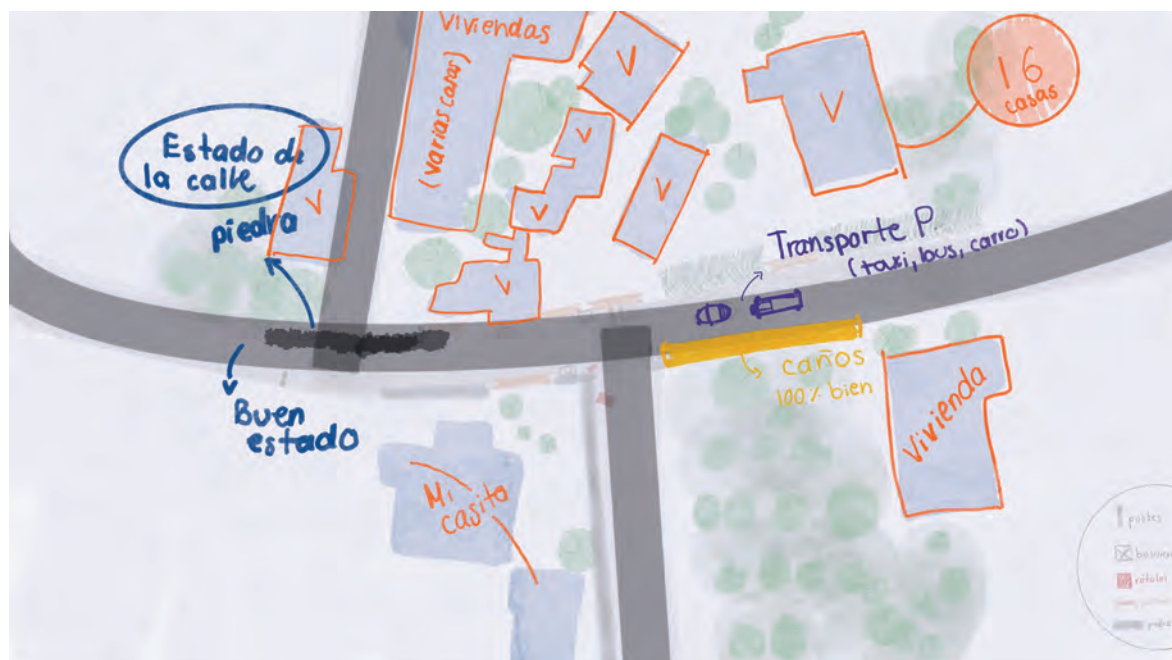 Viviendas
(varias casas)
V
V
V
V
V
V
V
16
casas
Estado de
la calle
piedra
Buen
estado
Transporte P.
(taxi, bus, carro)
caños
100% bien
Vivienda
Mi
casita
postes
rótulos